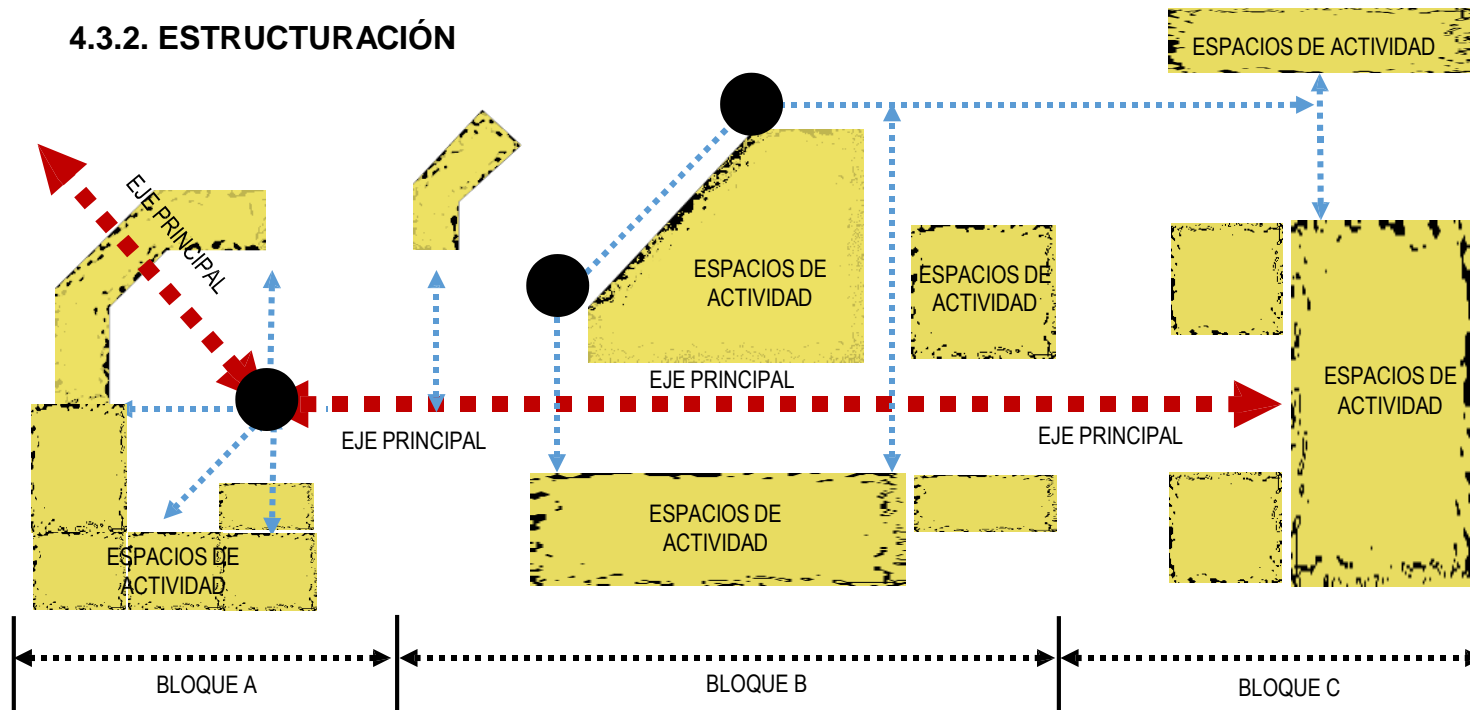 4.3.2. ESTRUCTURACIÓN
ESPACIOS DE ACTIVIDAD
EJE PRINCIPAL
ESPACIOS DE
ACTIVIDAD
ESPACIOS DE
ACTIVIDAD
EJE PRINCIPAL
ESPACIOS DE
ACTIVIDAD
EJE PRINCIPAL
EJE PRINCIPAL
ESPACIOS DE
ACTIVIDAD
ESPACIOS DE
ACTIVIDAD
BLOQUE A
BLOQUE B
BLOQUE C